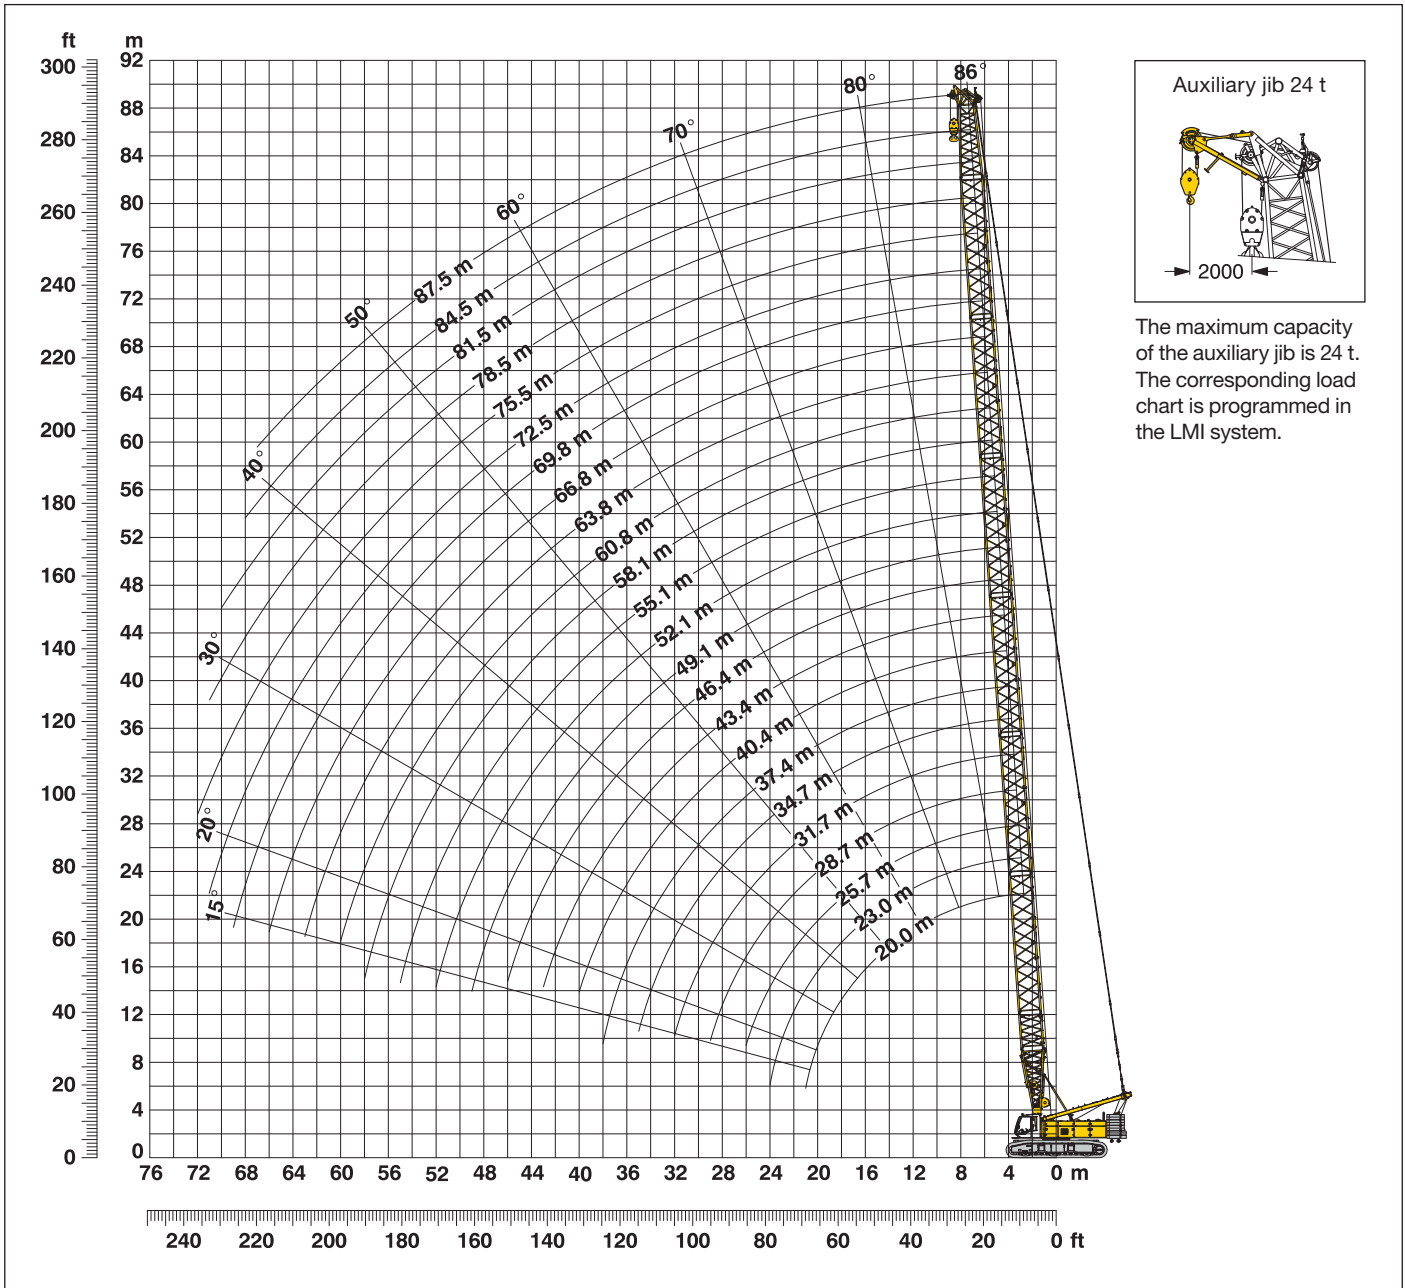 ft m
300 92
88
280 84
260 80
76
240 72
220 68
64
200 60
56
180 52
160 48
44
140 40
120 36
32
100 28
80 24
20
60 16
40 12
8
20 4
0 0
76 72 68 64 60 56 52 48 44 40 36 32 28 24 20 16 12 8 4 0 m
240 220 200 180 160 140 120 100 80 60 40 20 0 ft
86°
80°
70°
60°
50°
40°
30°
20°
15°
87.5 m
84.5 m
81.5 m
78.5 m
75.5 m
72.5 m
69.8 m
66.8 m
63.8 m
60.8 m
58.1 m
55.1 m
52.1 m
49.1 m
46.4 m
43.4 m
40.4 m
37.4 m
34.7 m
31.7 m
28.7 m
25.7 m
23.0 m
20.0 m
Auxiliary jib 24 t
2000
The maximum capacity
of the auxiliary jib is 24 t.
The corresponding load
chart is programmed in
the LMI system.